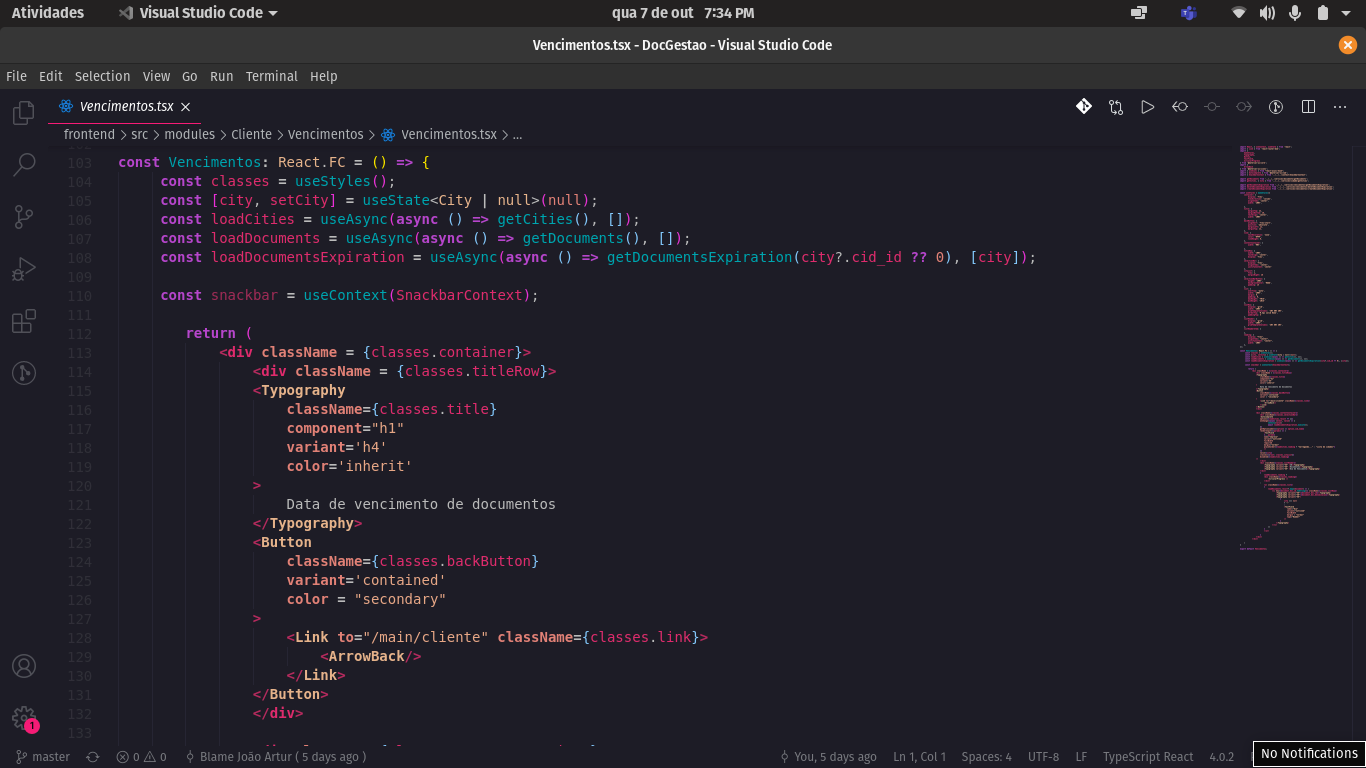 Atividades
Visual Studio Code
qua 7 de out 7:34 PM
Vencimentos.tsx - DocGestao - Visual Studio Code
File Edit Selection View Go Run Terminal Help
Vencimentos.tsx
frontend > src > modules > Cliente > Vencimentos > Vencimentos.tsx > ...
103 const Vencimentos: React.FC = () => {
104 const classes = useStyles();
105 const [city, setCity] = useState<City | null>(null);
106 const loadCities = useAsync(async () => getCities(), []);
107 const loadDocuments = useAsync(async () => getDocuments(), []);
108 const loadDocumentsExpiration = useAsync(async () => getDocumentsExpiration(city?.cid_id ?? 0), [city]);
109
110 const snackbar = useContext(SnackbarContext);
111
112 return (
113 <div className = {classes.container}>
114 <div className = {classes.titleRow}>
115 <Typography
116 className={classes.title}
117 component="h1"
118 variant='h4'
119 color='inherit'
120 >
121 Data de vencimento de documentos
122 </Typography>
123 <Button
124 className={classes.backButton}
125 variant='contained'
126 color = "secondary"
127 >
128 <Link to="/main/cliente" className={classes.link}>
129 <ArrowBack/>
130 </Link>
131 </Button>
132 </div>
133
1
master
0 0
Blame João Artur ( 5 days ago )
You, 5 days ago
Ln 1, Col 1
Spaces: 4
UTF-8
LF
TypeScript React
4.0.2
No Notifications